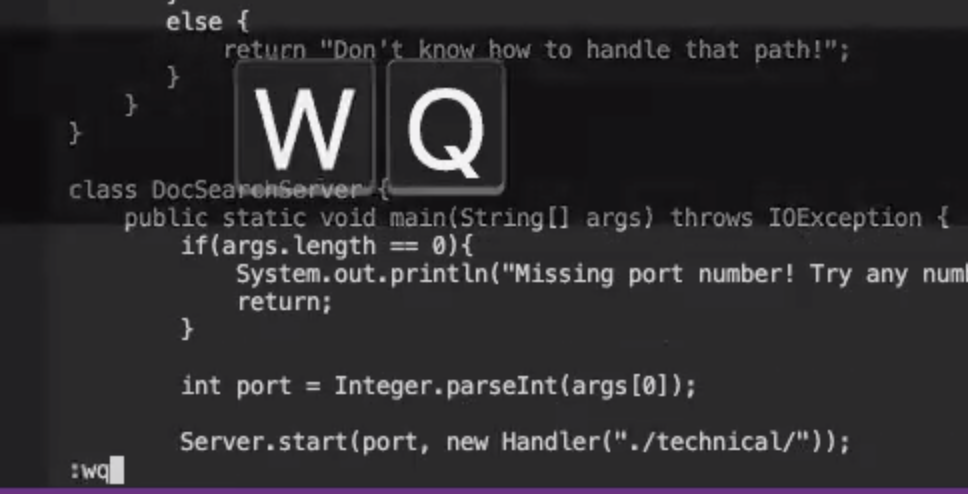 else {
return "Don't know how to handle that path!";
}
}
}
W Q
class DocSearchServer {
public static void main(String[] args) throws IOException {
if(args.length == 0){
System.out.println("Missing port number! Try any num
return;
}
int port = Integer.parseInt(args[0]);
Server.start(port, new Handler("./technical/"));
:wq